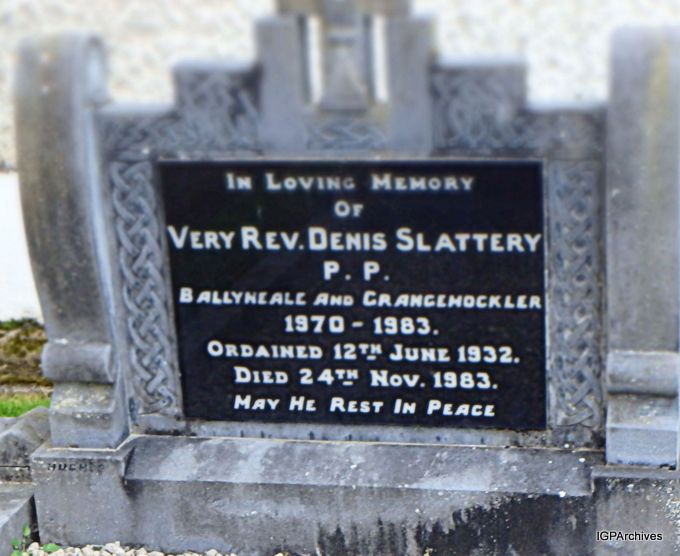 In Loving Memory
Of
Very Rev. Denis Slattery
P. P.
Ballyneale and Grangemockler
1970 - 1983.
Ordained 12TH June 1932.
Died 24TH Nov. 1983.
May He Rest In Peace
HUGHES
IGPArchives